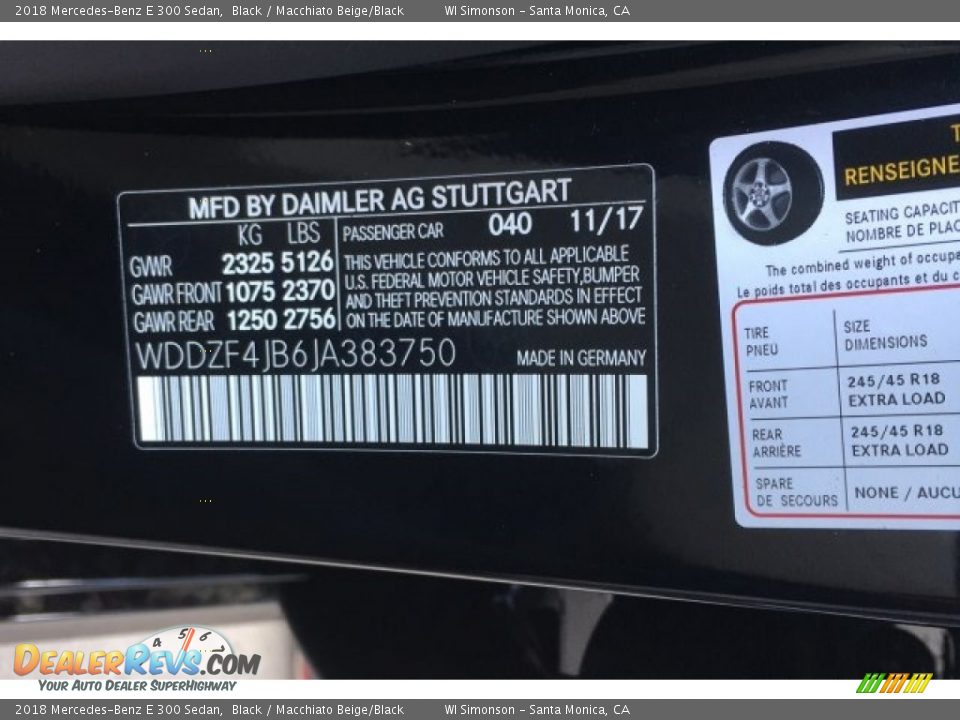 2018 Mercedes-Benz E 300 Sedan, Black / Macchiato Beige/Black WI Simonson - Santa Monica, CA
MFD BY DAIMLER AG STUTTGART
KG LBS
GWR 2325 5126
GAWR FRONT 1075 2370
GAWR REAR 1250 2756
PASSENGER CAR 040 11/17
THIS VEHICLE CONFORMS TO ALL APPLICABLE
U.S. FEDERAL MOTOR VEHICLE SAFETY,BUMPER
AND THEFT PREVENTION STANDARDS IN EFFECT
ON THE DATE OF MANUFACTURE SHOWN ABOVE
WDDZF4JB6JA383750 MADE IN GERMANY
SEATING
NOMBRE DE
The combined weight of
Le poids total des occupants et du
TIRE SIZE
PNEU DIMENSIONS
FRONT 245/45 R18
AVANT EXTRA LOAD
REAR 245/45 R18
ARRIÈRE EXTRA LOAD
SPARE
DE SECOURS NONE /
4 5 6
DEALERREVS.COM
YOUR AUTO DEALER SUPERHIGHWAY
2018 Mercedes-Benz E 300 Sedan, Black / Macchiato Beige/Black WI Simonson - Santa Monica, CA